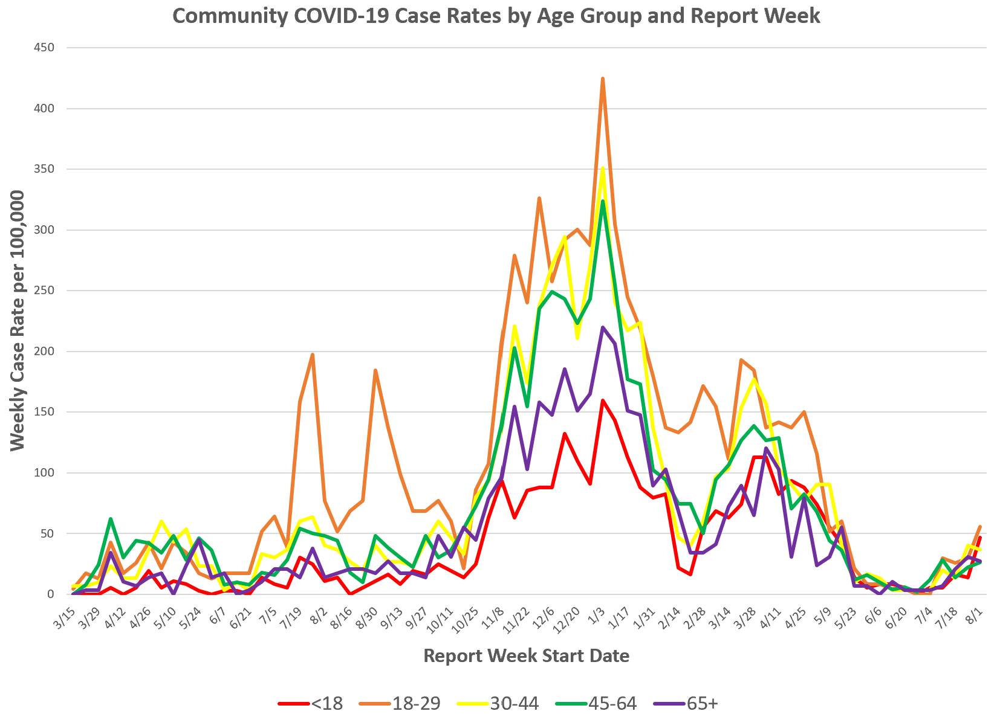 Community COVID-19 Case Rates by Age Group and Report Week
450
400
350
300
250
200
150
100
50
0
Weekly Case Rate per 100,000
3/15 3/29 4/12 4/26 5/10 5/24 6/7 6/21 7/5 7/19 8/2 8/16 8/30 9/13 9/27 10/11 10/25 11/8 11/22 12/6 12/20 1/3 1/17 1/31 2/14 2/28 3/14 3/28 4/11 4/25 5/9 5/23 6/6 6/20 7/4 7/18 8/1
Report Week Start Date
<18 18-29 30-44 45-64 65+